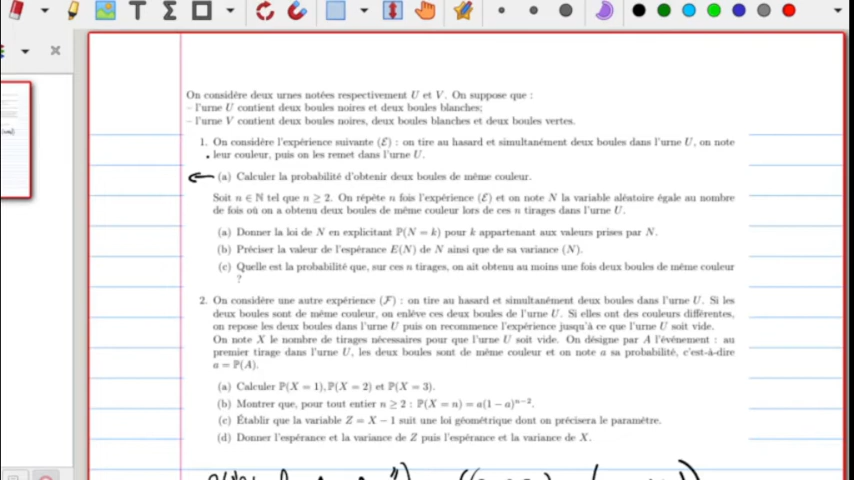 On considère deux urnes notées respectivement U et V. On suppose que :
– l'urne U contient deux boules noires et deux boules blanches;
– l'urne V contient deux boules noires, deux boules blanches et deux boules vertes.
1. On considère l'expérience suivante (ℰ) : on tire au hasard et simultanément deux boules dans l'urne U, on note
leur couleur, puis on les remet dans l'urne U.
(a) Calculer la probabilité d'obtenir deux boules de même couleur.
Soit n ∈ ℕ tel que n ≥ 2. On répète n fois l'expérience (ℰ) et on note N la variable aléatoire égale au nombre
de fois où on a obtenu deux boules de même couleur lors de ces n tirages dans l'urne U.
(a) Donner la loi de N en explicitant ℙ(N = k) pour k appartenant aux valeurs prises par N.
(b) Préciser la valeur de l'espérance E(N) de N ainsi que de sa variance (N).
(c) Quelle est la probabilité que, sur ces n tirages, on ait obtenu au moins une fois deux boules de même couleur
?
2. On considère une autre expérience (ℱ) : on tire au hasard et simultanément deux boules dans l'urne U. Si les
deux boules sont de même couleur, on enlève ces deux boules de l'urne U. Si elles ont des couleurs différentes,
on repose les deux boules dans l'urne U puis on recommence l'expérience jusqu'à ce que l'urne U soit vide.
On note X le nombre de tirages nécessaires pour que l'urne U soit vide. On désigne par A l'événement : au
premier tirage dans l'urne U, les deux boules sont de même couleur et on note a sa probabilité, c'est-à-dire
a = ℙ(A).
(a) Calculer ℙ(X = 1), ℙ(X = 2) et ℙ(X = 3).
(b) Montrer que, pour tout entier n ≥ 2 : ℙ(X = n) = a(1 − a)ⁿ⁻².
(c) Établir que la variable Z = X − 1 suit une loi géométrique dont on précisera le paramètre.
(d) Donner l'espérance et la variance de Z puis l'espérance et la variance de X.